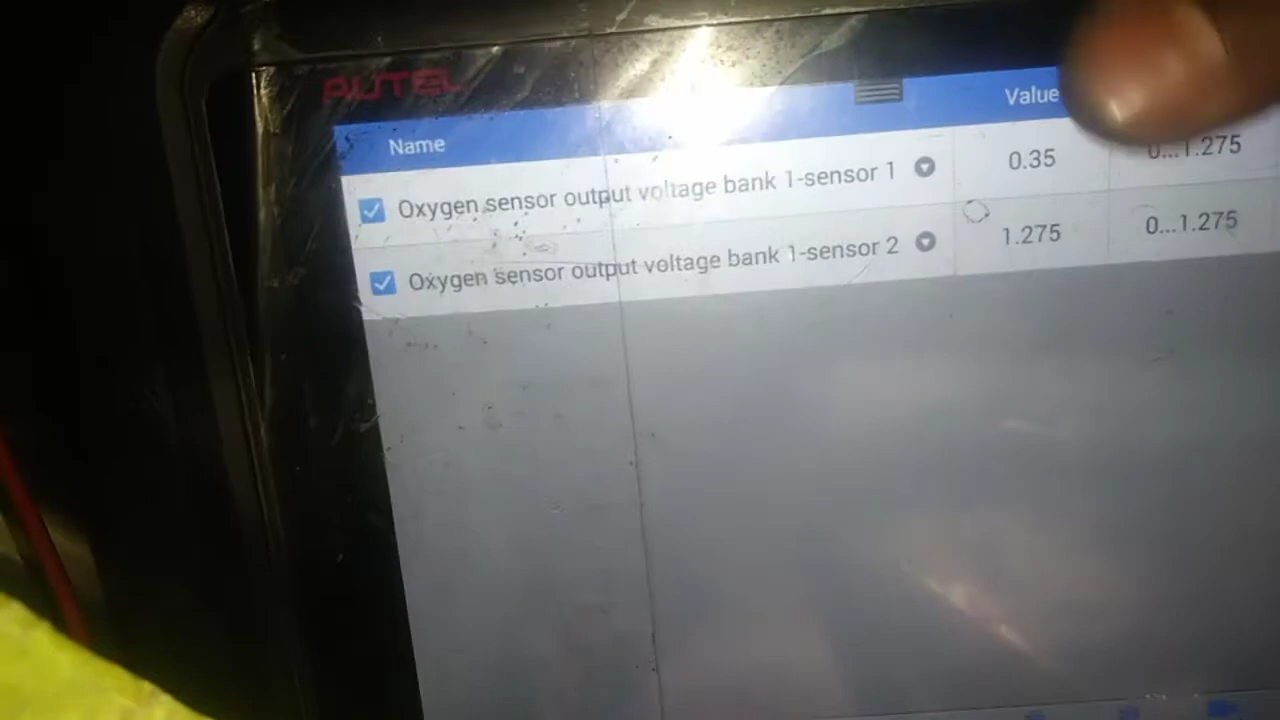 AUTEL
Name Value
Oxygen sensor output voltage bank 1-sensor 1 0.35 0...1.275
Oxygen sensor output voltage bank 1-sensor 2 1.275 0...1.275